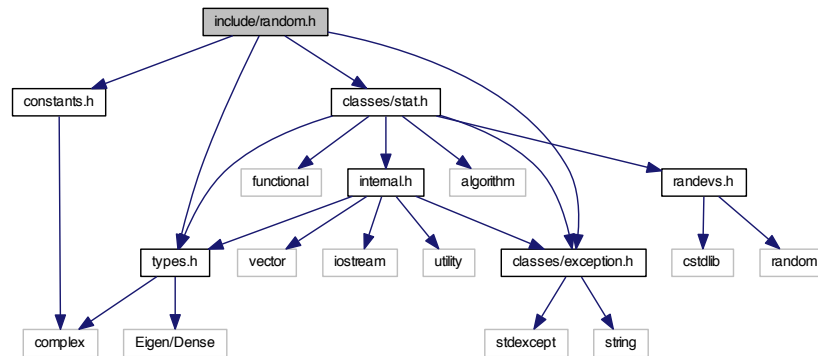 include/random.h
constants.h
classes/stat.h
functional
internal.h
algorithm
randevs.h
types.h
vector
iostream
utility
classes/exception.h
cstdlib
random
complex
Eigen/Dense
stdexcept
string